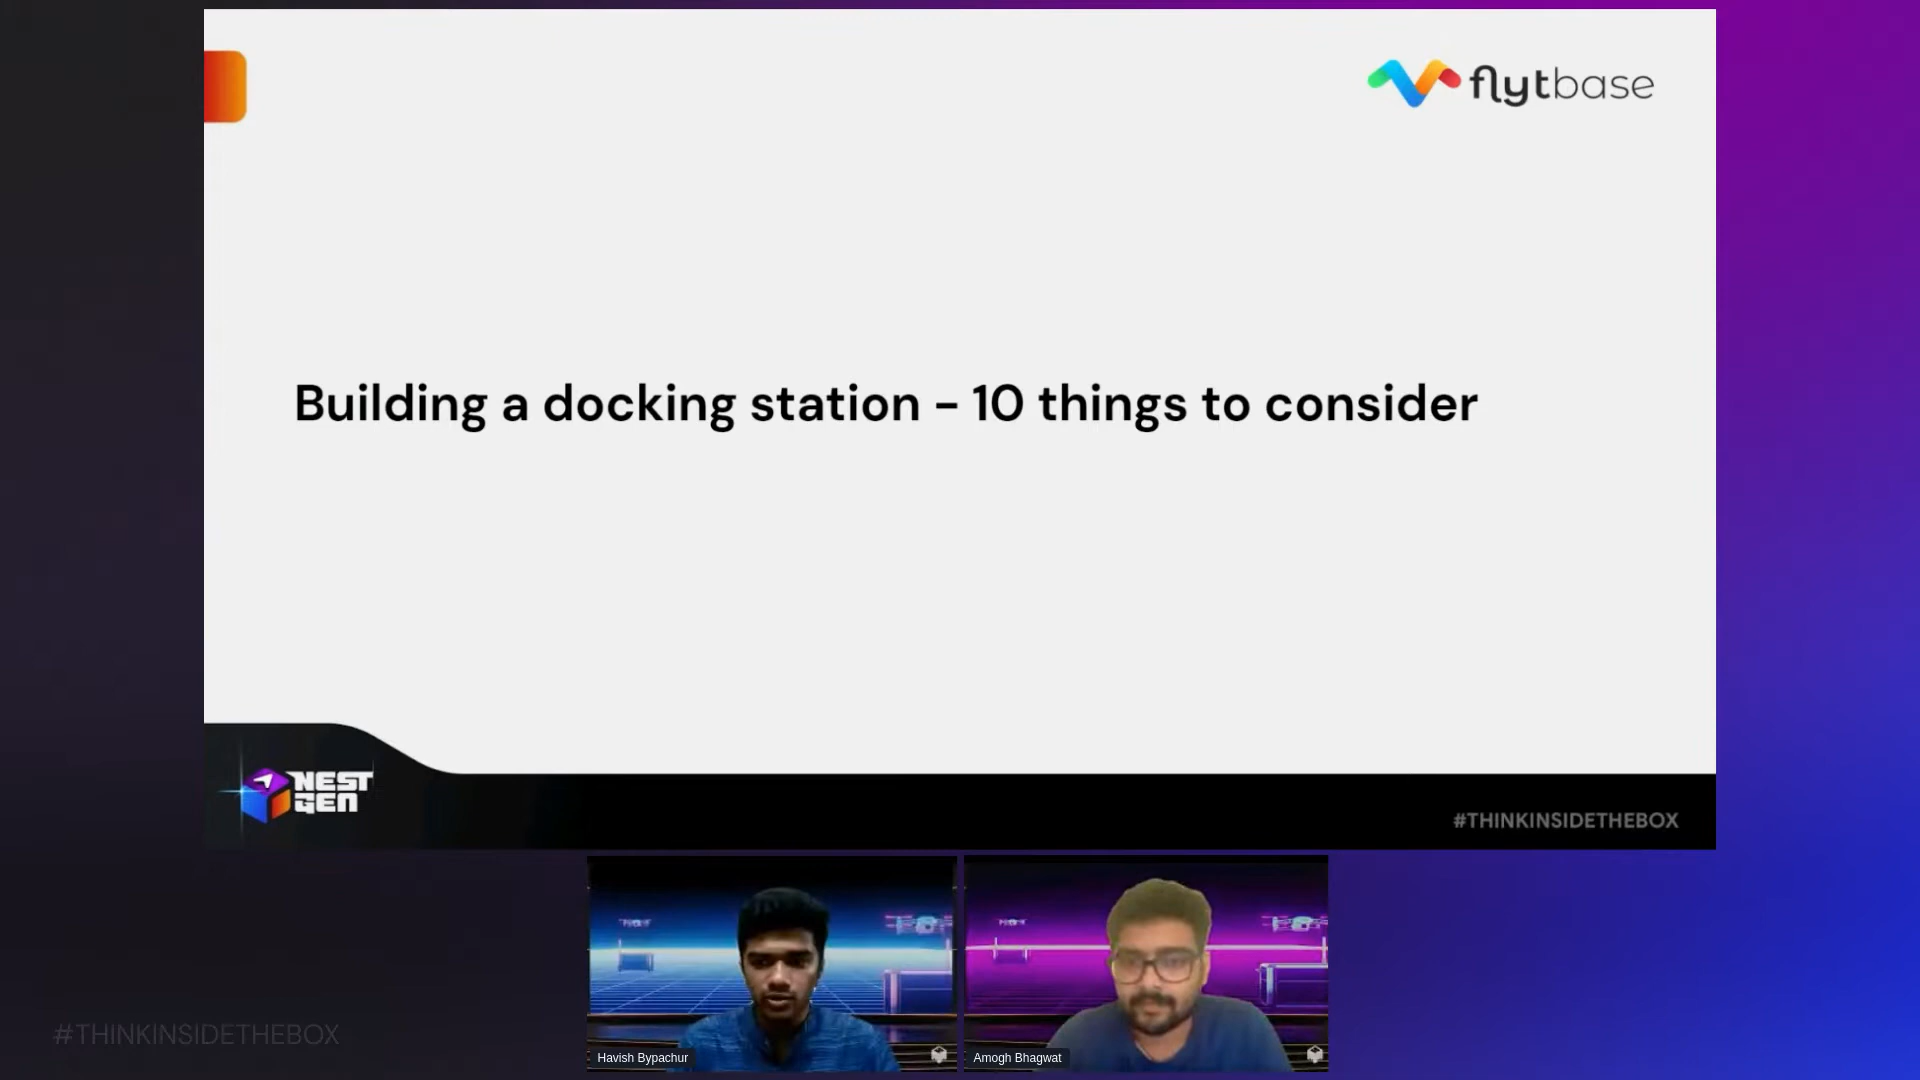 flytbase
Building a docking station – 10 things to consider
NEST
GEN
#THINKINSIDETHEBOX
Havish Bypachur
Amogh Bhagwat
#THINKINSIDETHEBOX